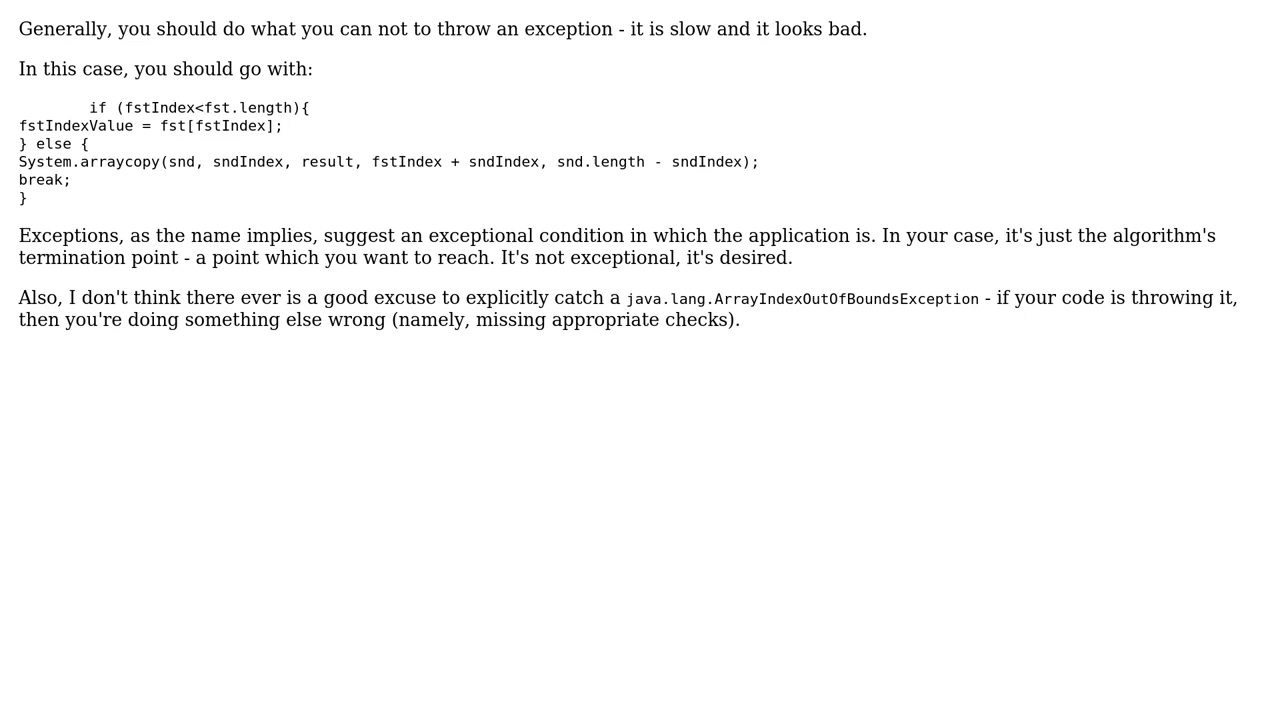 Generally, you should do what you can not to throw an exception - it is slow and it looks bad.
In this case, you should go with:
        if (fstIndex<fst.length){
fstIndexValue = fst[fstIndex];
} else {
System.arraycopy(snd, sndIndex, result, fstIndex + sndIndex, snd.length - sndIndex);
break;
}
Exceptions, as the name implies, suggest an exceptional condition in which the application is. In your case, it's just the algorithm's
termination point - a point which you want to reach. It's not exceptional, it's desired.
Also, I don't think there ever is a good excuse to explicitly catch a java.lang.ArrayIndexOutOfBoundsException - if your code is throwing it,
then you're doing something else wrong (namely, missing appropriate checks).